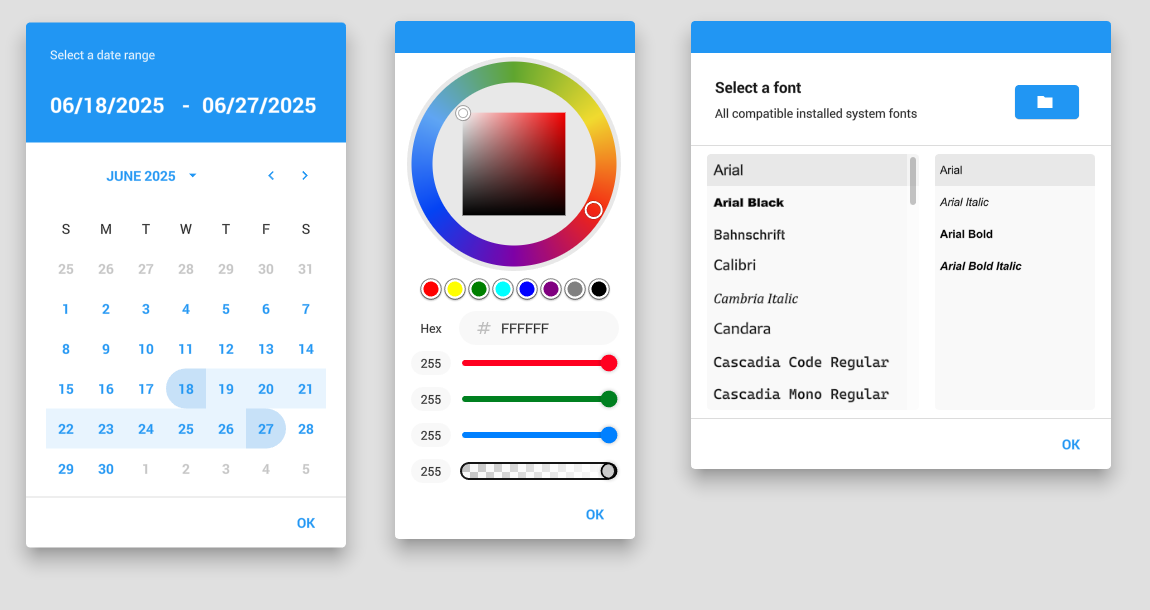 Select a date range
06/18/2025 - 06/27/2025
JUNE 2025
S M T W T F S
25 26 27 28 29 30 31
1 2 3 4 5 6 7
8 9 10 11 12 13 14
15 16 17 18 19 20 21
22 23 24 25 26 27 28
29 30 1 2 3 4 5
OK
Hex # FFFFFF
255
255
255
255
OK
Select a font
All compatible installed system fonts
Arial
Arial Black
Bahnschrift
Calibri
Cambria Italic
Candara
Cascadia Code Regular
Cascadia Mono Regular
Arial
Arial Italic
Arial Bold
Arial Bold Italic
OK